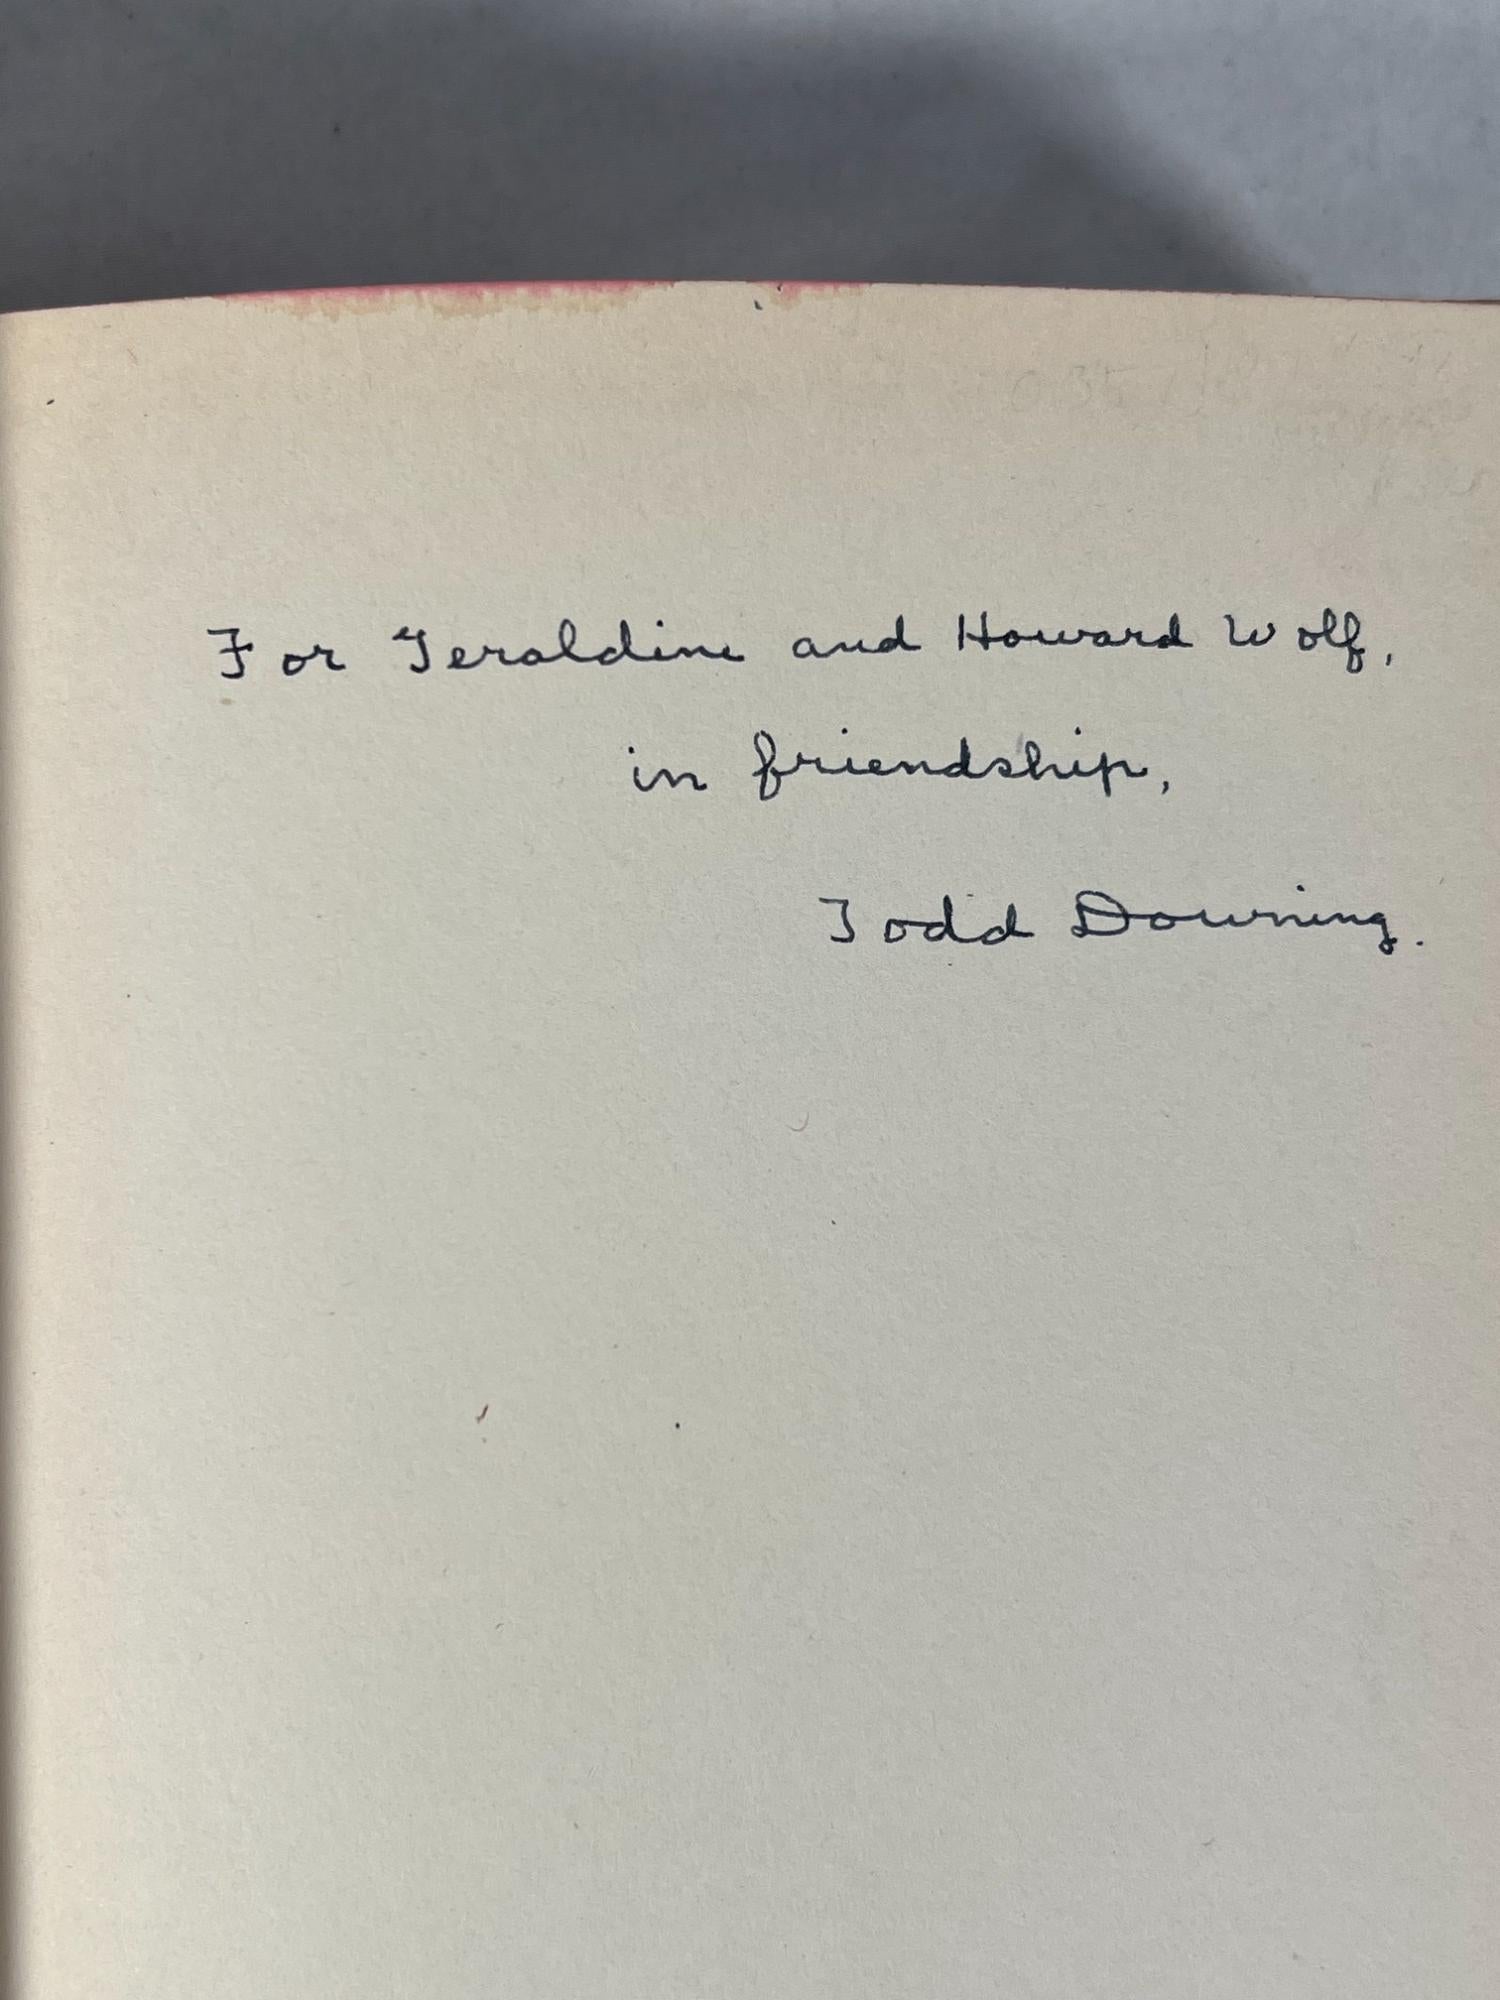 For Geraldine and Howard Wolf,
in friendship,
Todd Downing.